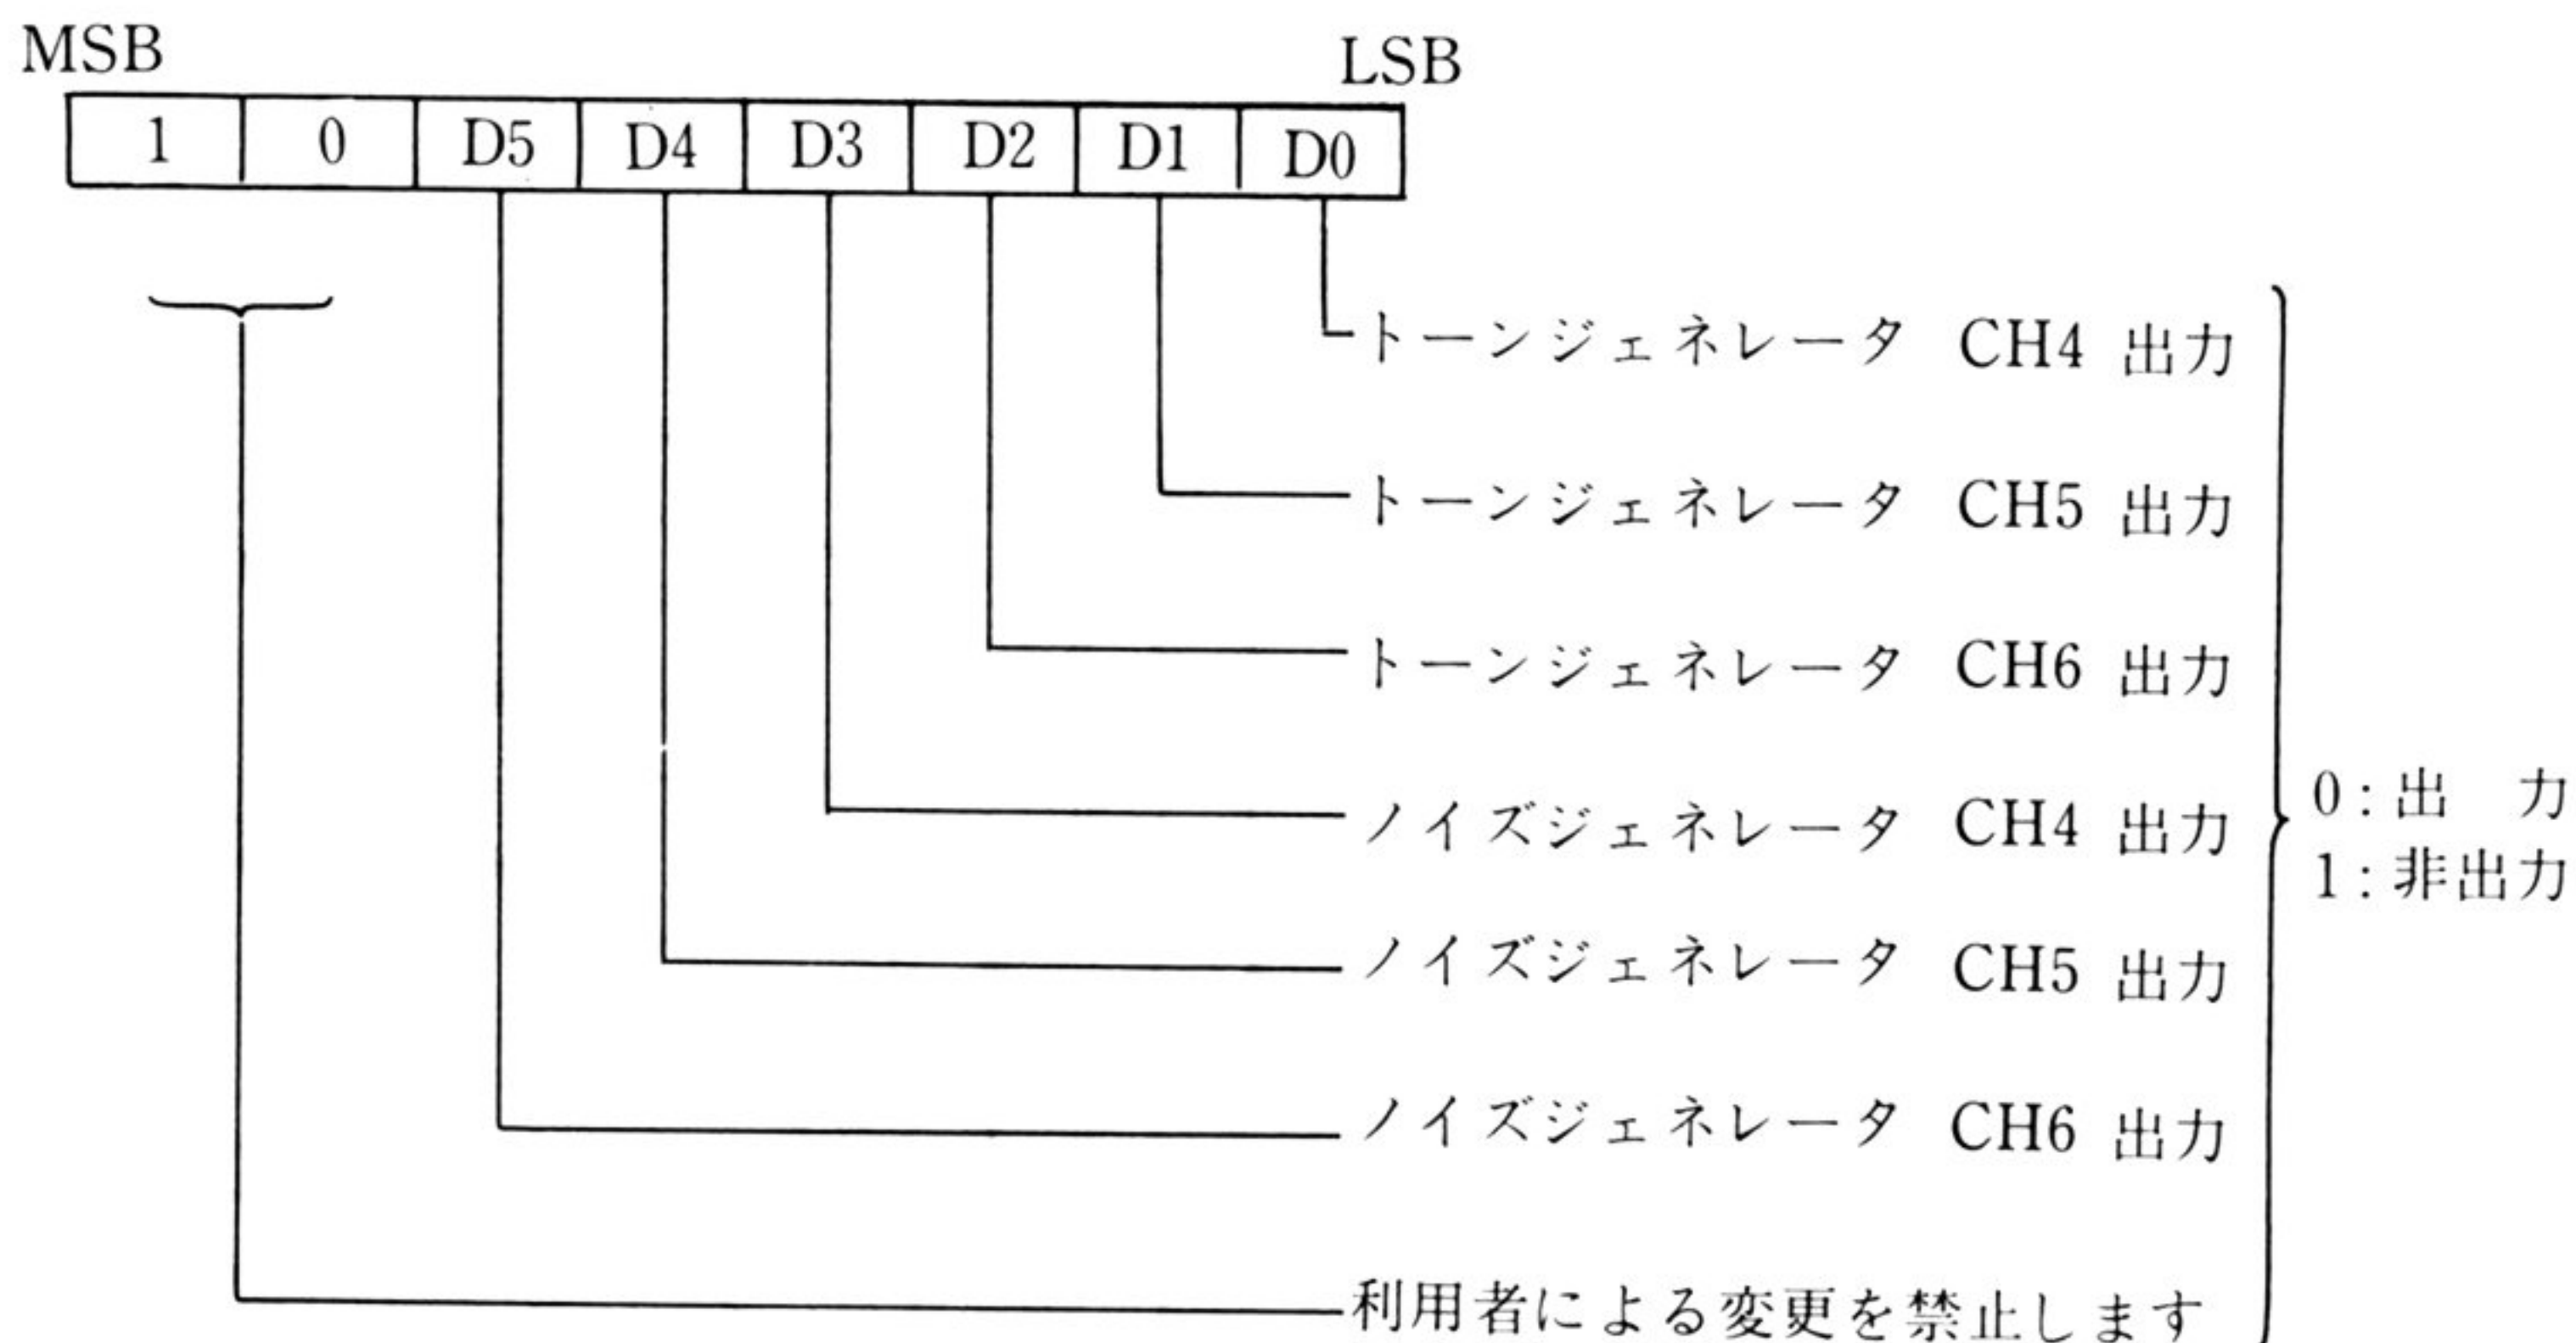 MSB LSB
1 0 D5 D4 D3 D2 D1 D0
トーンジェネレータ CH4 出力
トーンジェネレータ CH5 出力
トーンジェネレータ CH6 出力
ノイズジェネレータ CH4 出力
ノイズジェネレータ CH5 出力
ノイズジェネレータ CH6 出力
利用者による変更を禁止します
0:出 力
1:非出力